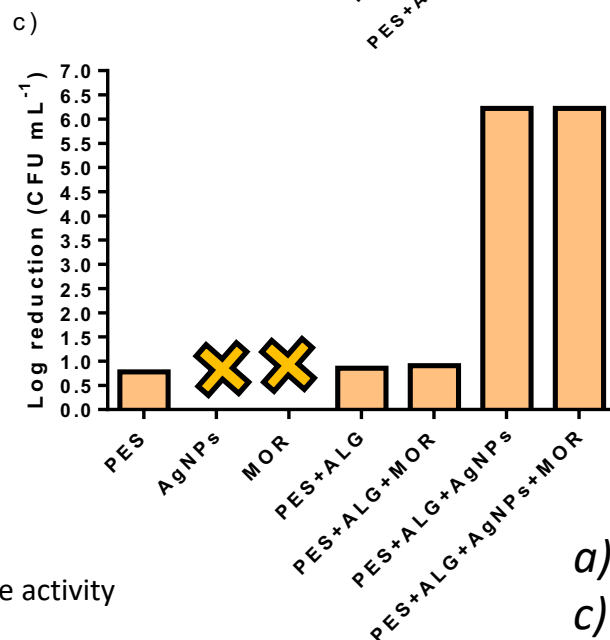 PES+A
c)
Log reduction (CFU mL⁻¹)
7.0
6.5
6.0
5.5
5.0
4.5
4.0
3.5
3.0
2.5
2.0
1.5
1.0
0.5
0.0
PES
AgNPs
MOR
PES+ALG
PES+ALG+MOR
PES+ALG+AgNPs
PES+ALG+AgNPs+MOR
a)
e activity
c)